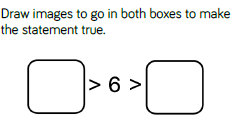 Draw images to go in both boxes to make
the statement true.
> 6 >